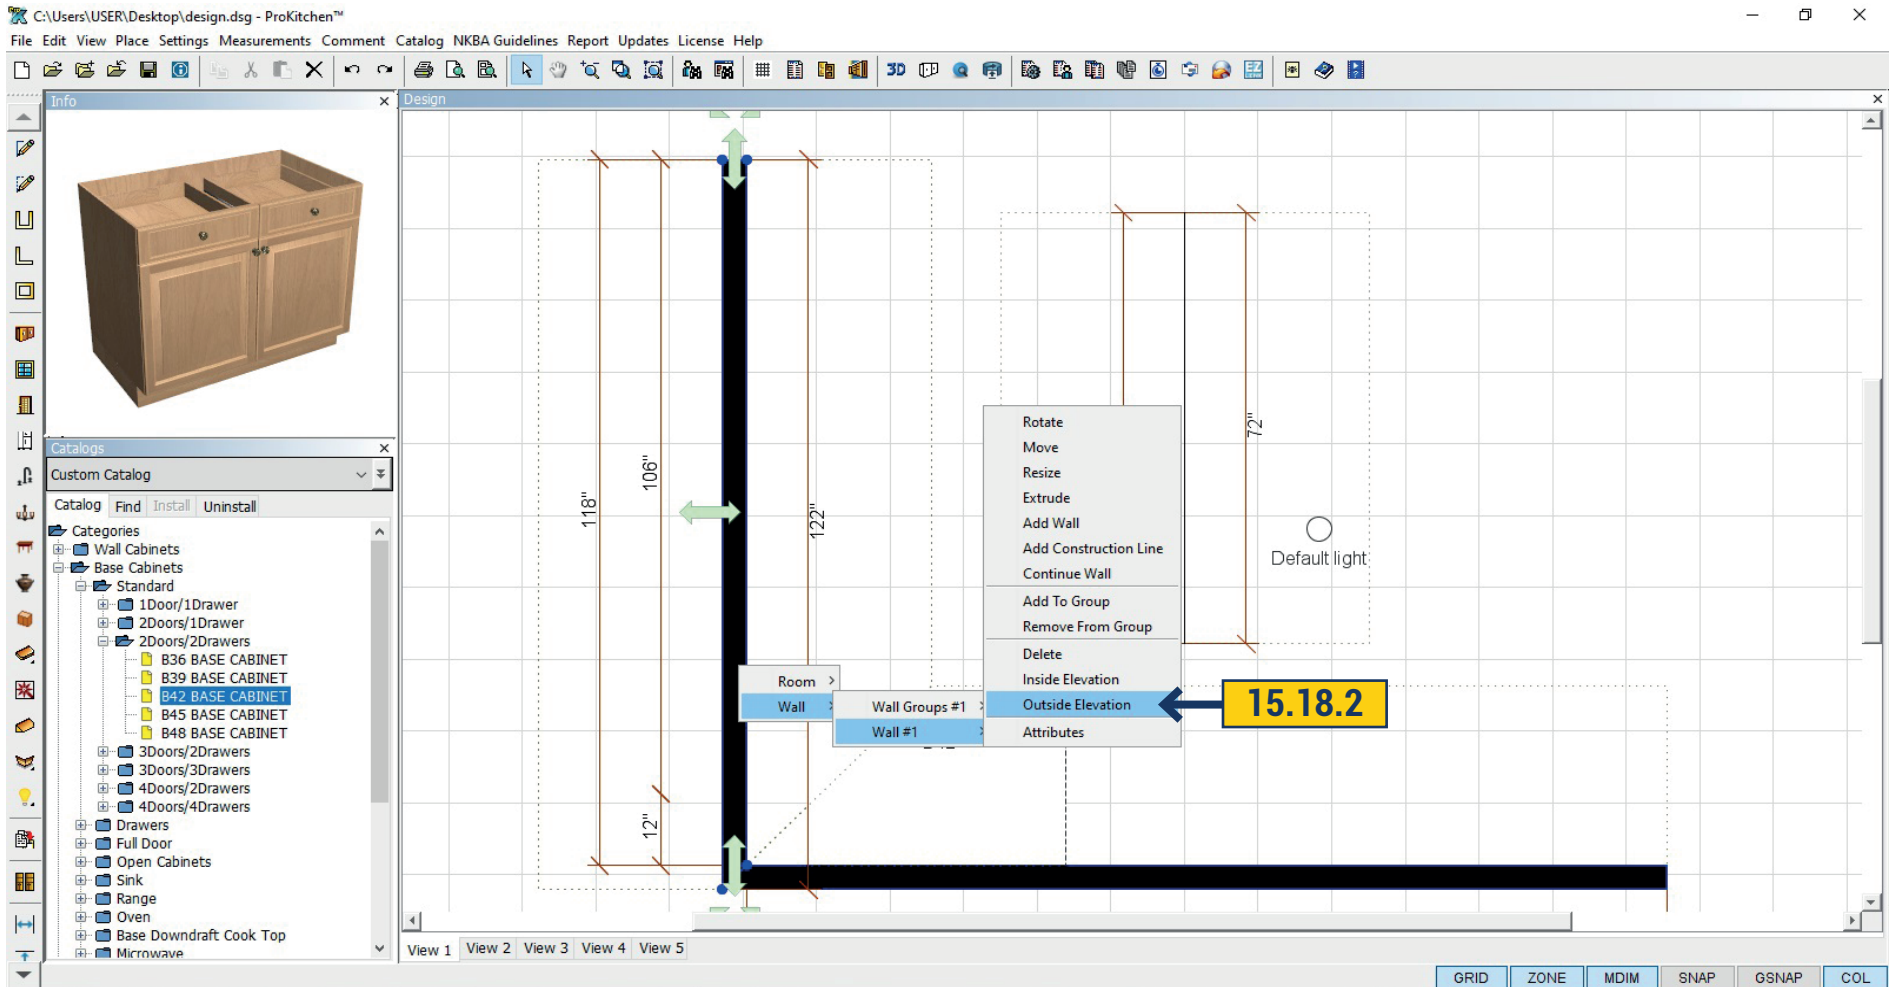 C:\Users\USER\Desktop\design.dsg - ProKitchen™
File Edit View Place Settings Measurements Comment Catalog NKBA Guidelines Report Updates License Help
3D
EZ
Info
Design
118"
106"
122"
12"
72"
Default light
Rotate
Move
Resize
Extrude
Add Wall
Add Construction Line
Continue Wall
Add To Group
Remove From Group
Delete
Inside Elevation
Outside Elevation
Attributes
Room
Wall
Wall Groups #1
Wall #1
15.18.2
Catalogs
Custom Catalog
Catalog Find Install Uninstall
Categories
Wall Cabinets
Base Cabinets
Standard
1Door/1Drawer
2Doors/1Drawer
2Doors/2Drawers
B36 BASE CABINET
B39 BASE CABINET
B42 BASE CABINET
B45 BASE CABINET
B48 BASE CABINET
3Doors/2Drawers
3Doors/3Drawers
4Doors/2Drawers
4Doors/4Drawers
Drawers
Full Door
Open Cabinets
Sink
Range
Oven
Base Downdraft Cook Top
Microwave
View 1 View 2 View 3 View 4 View 5
GRID ZONE MDIM SNAP GSNAP COL